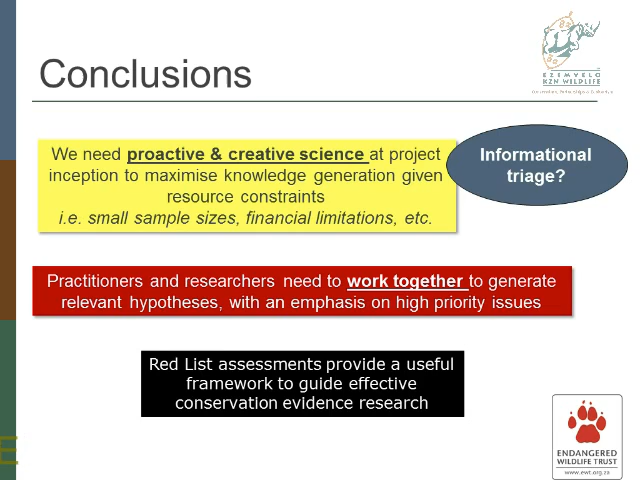 EZEMVELO
KZN WILDLIFE
Conclusions
We need proactive & creative science at project
inception to maximise knowledge generation given
resource constraints
i.e. small sample sizes, financial limitations, etc.
Informational
triage?
Practitioners and researchers need to work together to generate
relevant hypotheses, with an emphasis on high priority issues
Red List assessments provide a useful
framework to guide effective
conservation evidence research
E
ENDANGERED
WILDLIFE TRUST
www.ewt.org.za